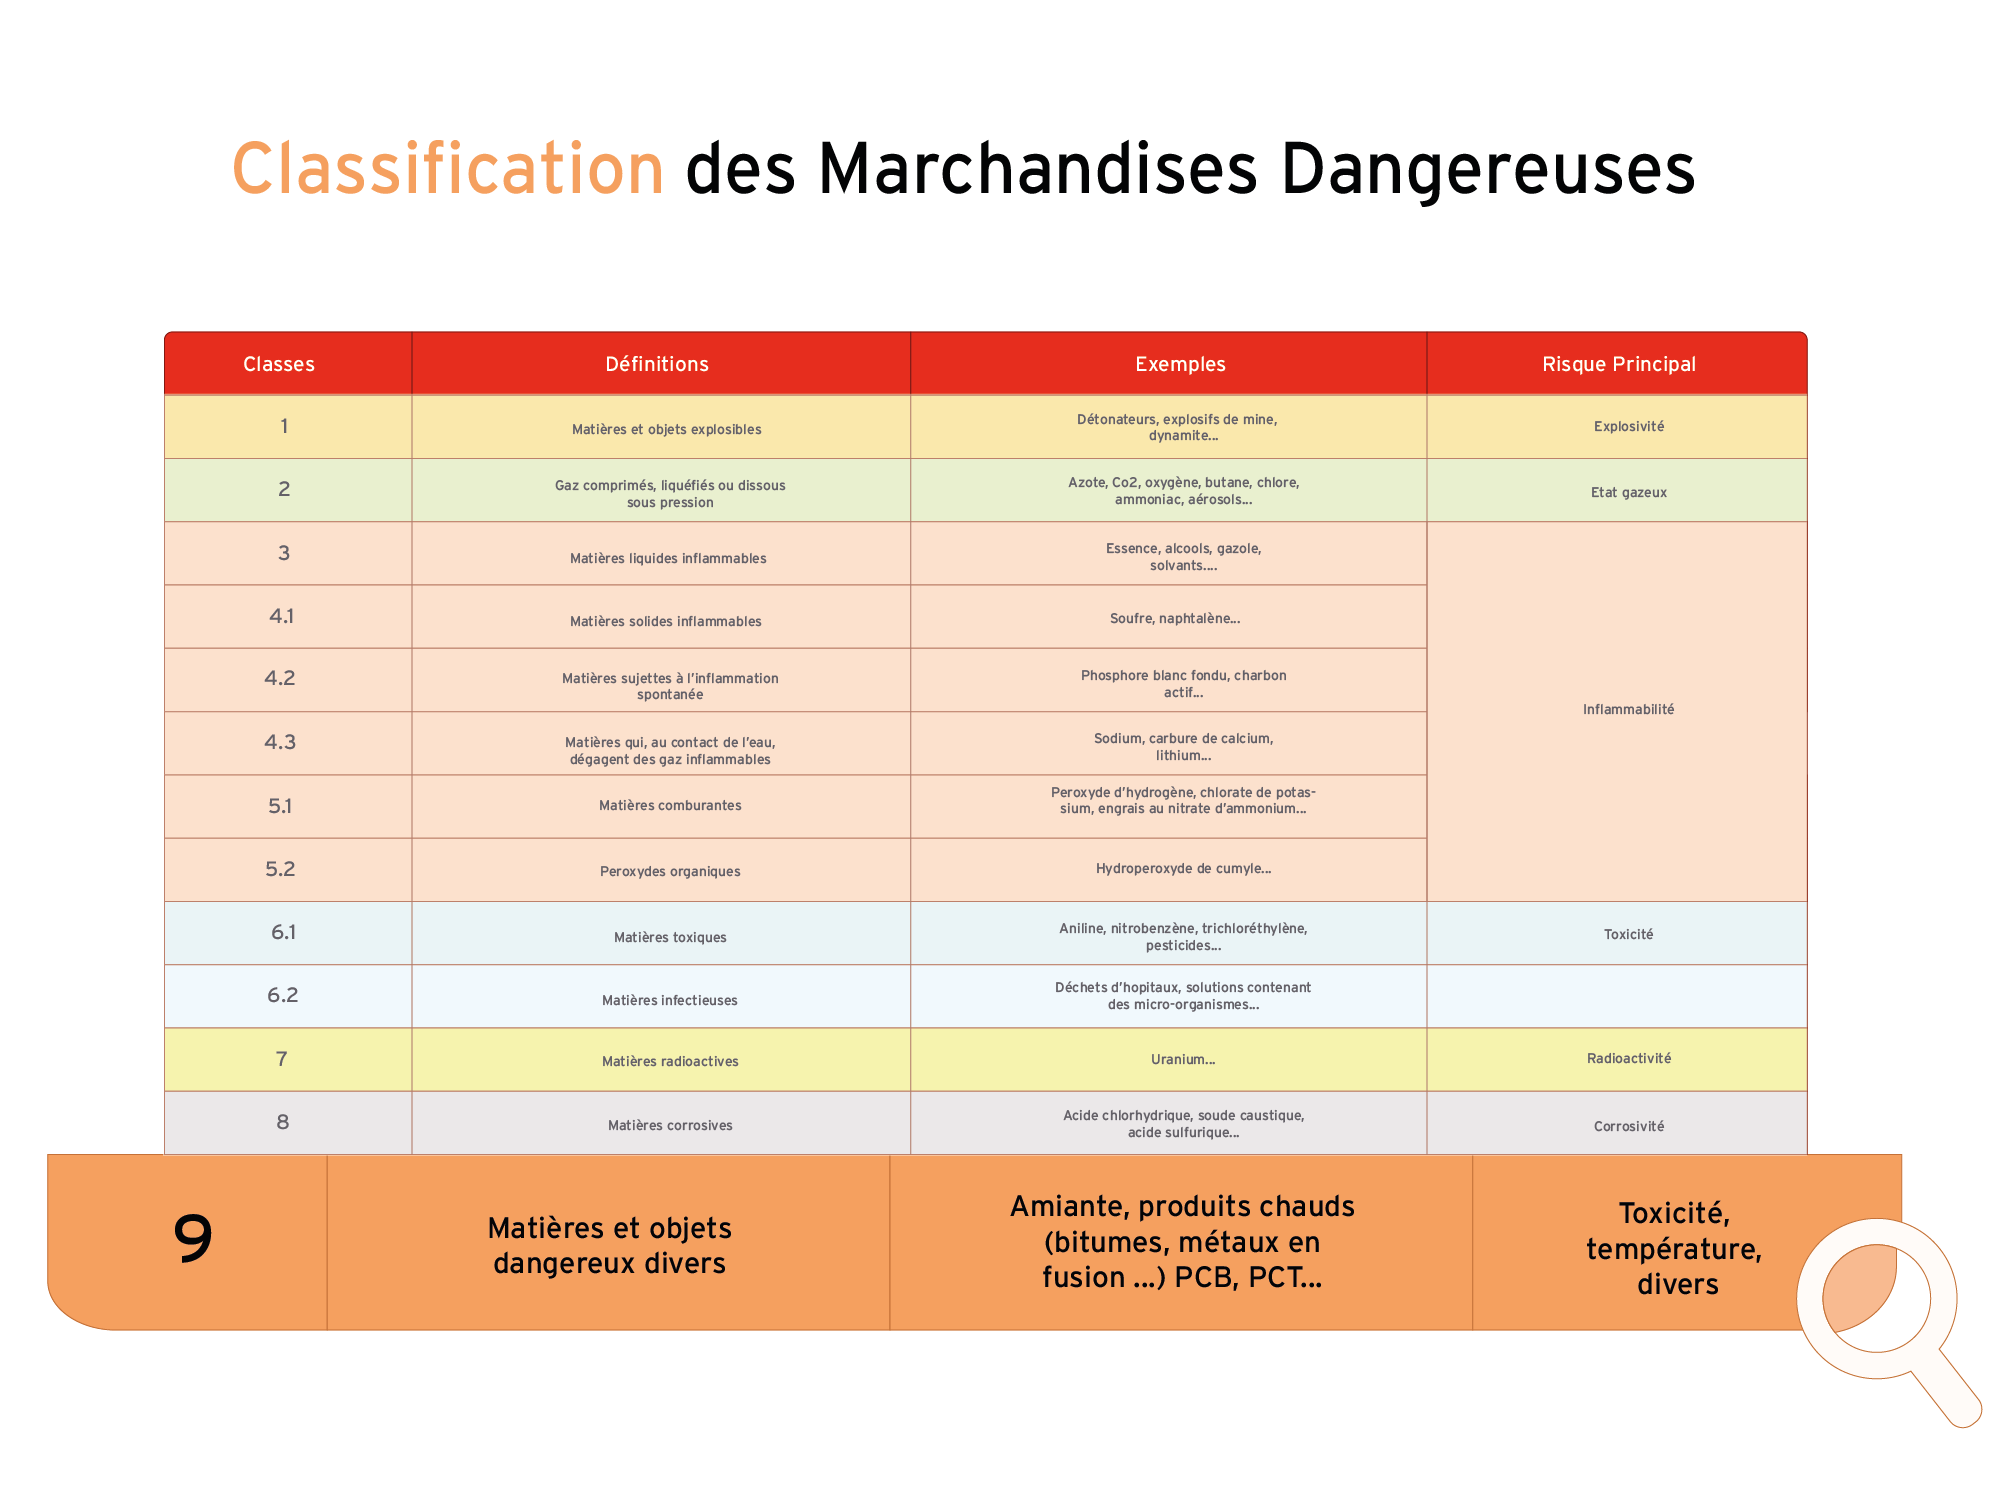 Classification des Marchandises Dangereuses
Classes
Définitions
Exemples
Risque Principal
1
Matières et objets explosibles
Détonateurs, explosifs de mine,
dynamite...
Explosivité
2
Gaz comprimés, liquéfiés ou dissous
sous pression
Azote, Co2, oxygène, butane, chlore,
ammoniac, aérosols...
Etat gazeux
3
Matières liquides inflammables
Essence, alcools, gazole,
solvants....
4.1
Matières solides inflammables
Soufre, naphtalène...
4.2
Matières sujettes à l'inflammation
spontanée
Phosphore blanc fondu, charbon
actif...
Inflammabilité
4.3
Matières qui, au contact de l'eau,
dégagent des gaz inflammables
Sodium, carbure de calcium,
lithium...
5.1
Matières comburantes
Peroxyde d'hydrogène, chlorate de potas-
sium, engrais au nitrate d'ammonium...
5.2
Peroxydes organiques
Hydroperoxyde de cumyle...
6.1
Matières toxiques
Aniline, nitrobenzène, trichloréthylène,
pesticides...
Toxicité
6.2
Matières infectieuses
Déchets d'hopitaux, solutions contenant
des micro-organismes...
7
Matières radioactives
Uranium...
Radioactivité
8
Matières corrosives
Acide chlorhydrique, soude caustique,
acide sulfurique...
Corrosivité
9
Matières et objets
dangereux divers
Amiante, produits chauds
(bitumes, métaux en
fusion ...) PCB, PCT...
Toxicité,
température,
divers